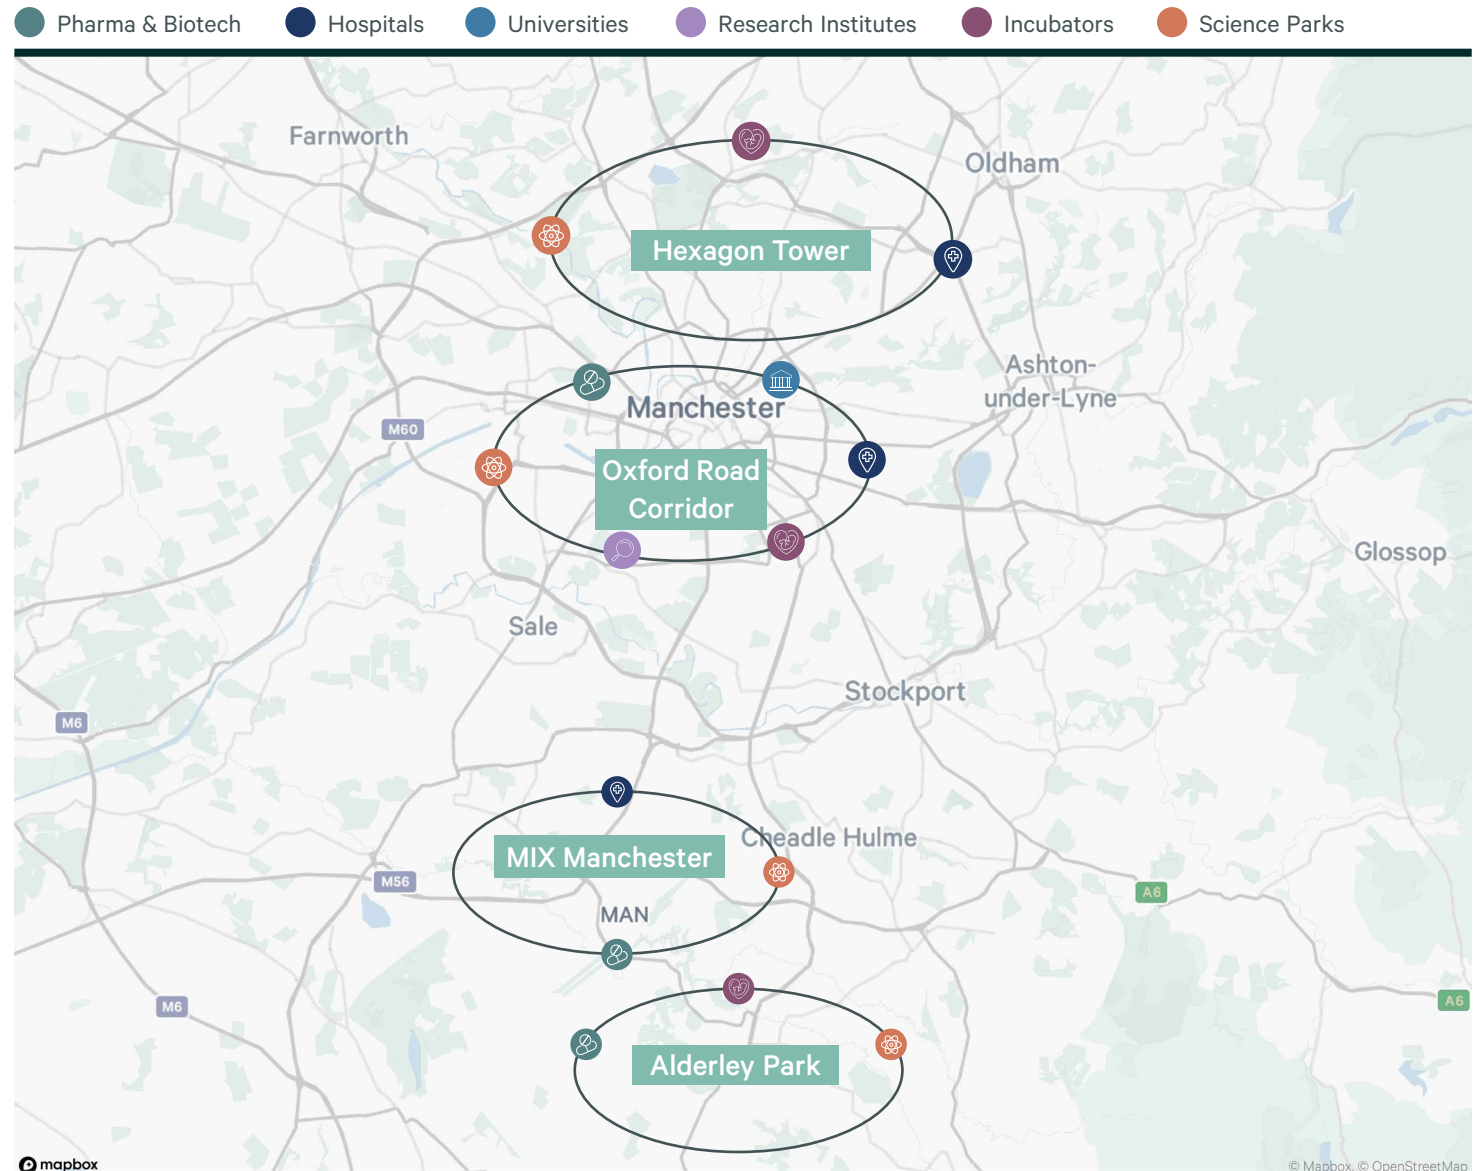 Pharma & Biotech
Hospitals
Universities
Research Institutes
Incubators
Science Parks
Farnworth
Oldham
Hexagon Tower
Ashton-
under-Lyne
Manchester
M60
Oxford Road
Corridor
Glossop
Sale
Stockport
M6
Cheadle Hulme
MIX Manchester
M56
A6
MAN
M6
A6
Alderley Park
mapbox
© Mapbox, © OpenStreetMap